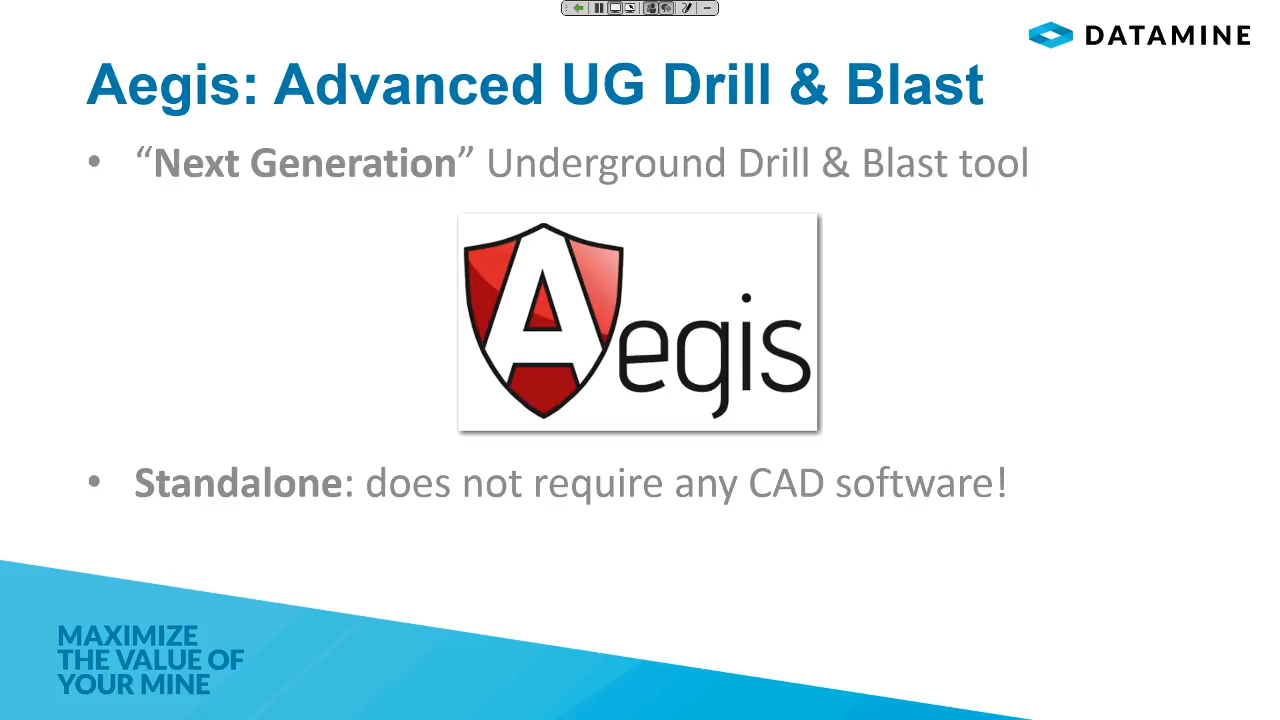 DATAMINE
Aegis: Advanced UG Drill & Blast
• “Next Generation” Underground Drill & Blast tool
Aegis
• Standalone: does not require any CAD software!
MAXIMIZE
THE VALUE OF
YOUR MINE